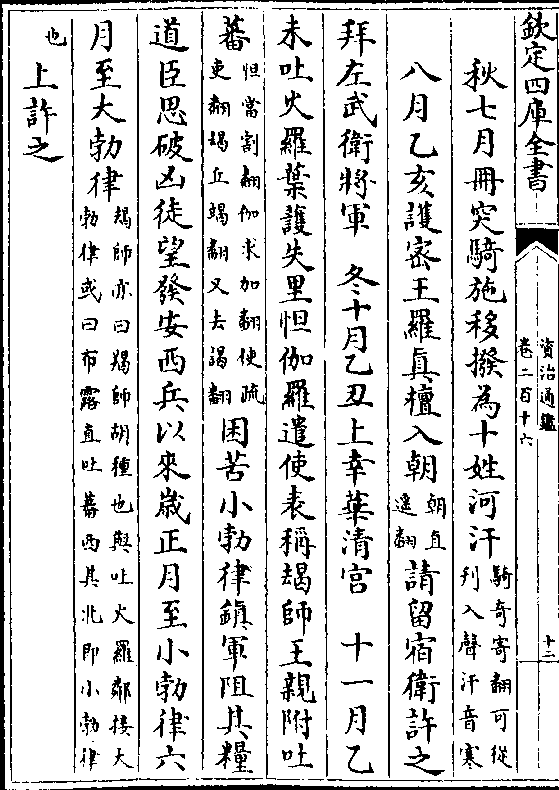 欽定四庫全書
資治通鑑
卷二百十六
十二
秋七月冊突騎施移撥為十姓河汗
騎奇寄翻可從
刋入聲汗音寒
八月乙亥護密王羅真檀入朝
朝直
遥翻
請留宿衛許之
拜左武衛將軍　冬十月乙丑上幸華清宮　十一月乙
未吐火羅葉護失里怛伽羅遣使表稱朅師王親附吐
蕃
怛當割翻伽求加翻使疏
吏翻朅丘竭翻又去謁翻
困苦小勃律鎮軍阻其糧
道臣思破凶徒望發安西兵以來歲正月至小勃律六
月至大勃律
朅師亦曰羯師胡種也與吐火羅鄰接大
勃律或曰布露直吐蕃西其北即小勃律
也
上許之